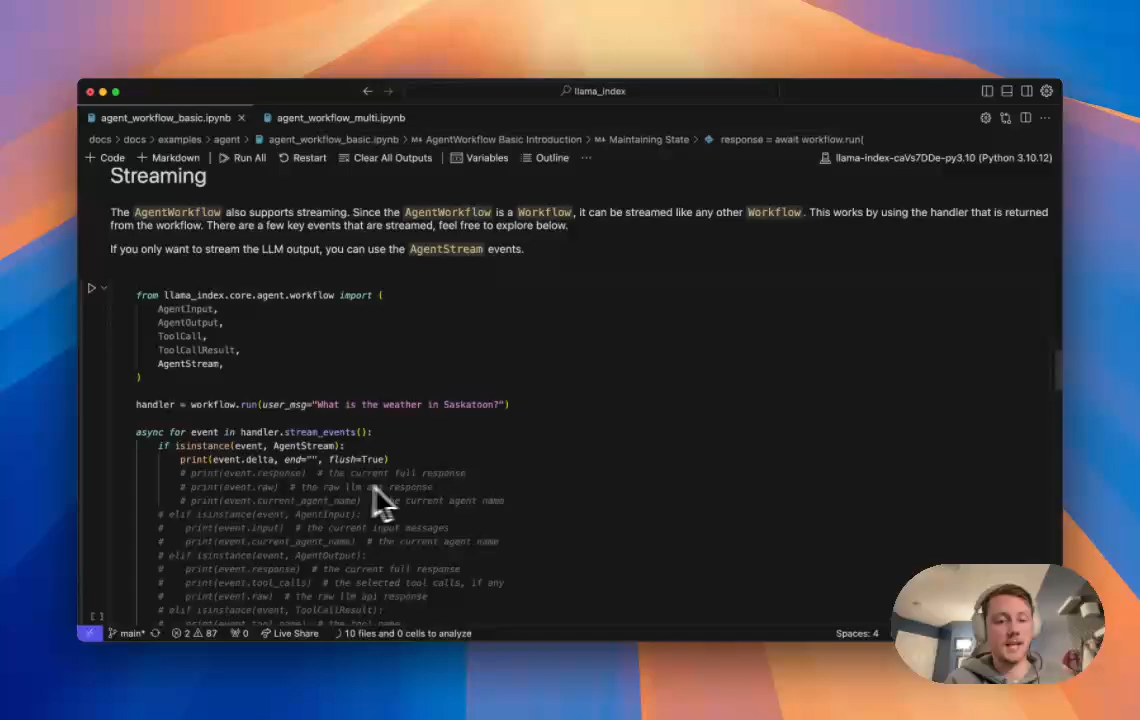 llama_index
agent_workflow_basic.ipynb
agent_workflow_multi.ipynb
docs > docs > examples > agent > agent_workflow_basic.ipynb > M↓ AgentWorkflow Basic Introduction > M↓ Maintaining State > response = await workflow.run(
+ Code + Markdown Run All Restart Clear All Outputs Variables Outline ... llama-index-caVs7DDe-py3.10 (Python 3.10.12)
Streaming
The AgentWorkflow also supports streaming. Since the AgentWorkflow is a Workflow, it can be streamed like any other Workflow. This works by using the handler that is returned
from the workflow. There are a few key events that are streamed, feel free to explore below.
If you only want to stream the LLM output, you can use the AgentStream events.
from llama_index.core.agent.workflow import (
AgentInput,
AgentOutput,
ToolCall,
ToolCallResult,
AgentStream,
)
handler = workflow.run(user_msg="What is the weather in Saskatoon?")
async for event in handler.stream_events():
if isinstance(event, AgentStream):
print(event.delta, end="", flush=True)
# print(event.response) # the current full response
# print(event.raw) # the raw llm response
# print(event.current_agent_name) the current agent name
# elif isinstance(event, AgentInput):
# print(event.input) # the current input messages
# print(event.current_agent_name) # the current agent name
# elif isinstance(event, AgentOutput):
# print(event.response) # the current full response
# print(event.tool_calls) # the selected tool calls, if any
# print(event.raw) # the raw llm api response
# elif isinstance(event, ToolCallResult):
[ ]
main* 2 87 0 Live Share 10 files and 0 cells to analyze Spaces: 4